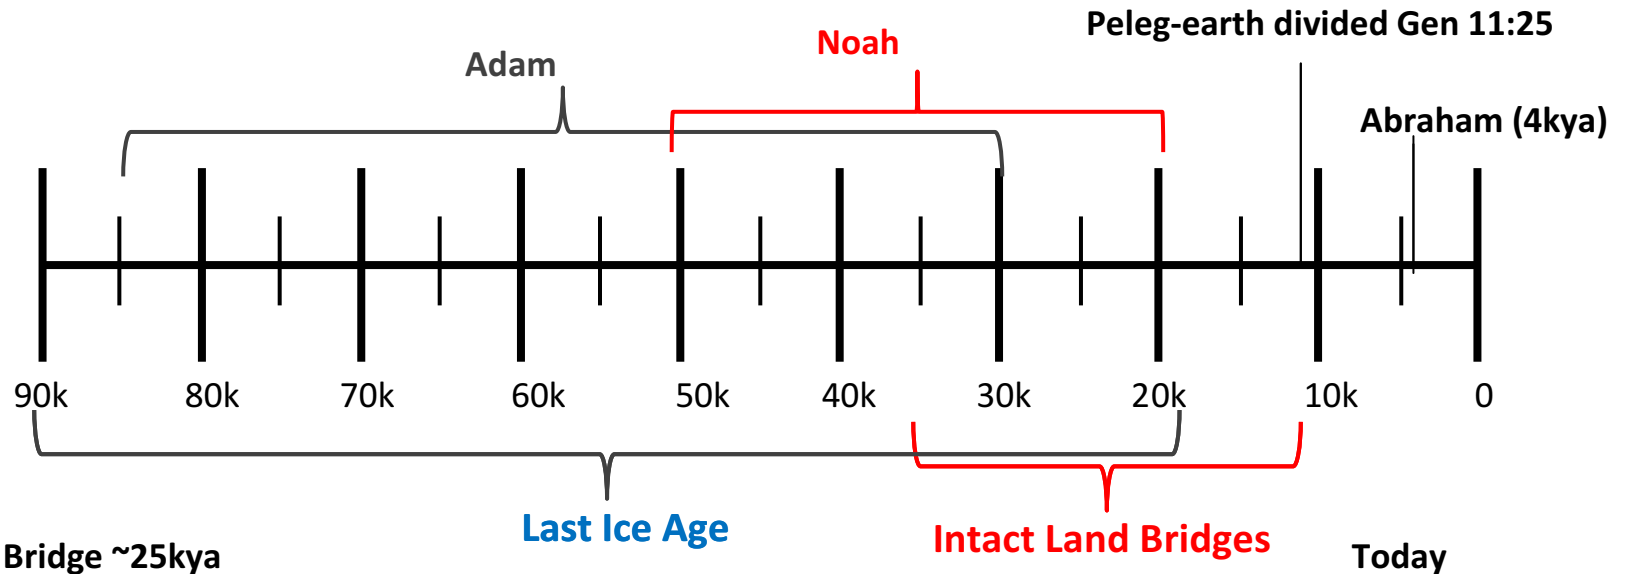 Peleg-earth divided Gen 11:25
Noah
Adam
Abraham (4kya)
90k 80k 70k 60k 50k 40k 30k 20k 10k 0
Last Ice Age
Intact Land Bridges
Bridge ~25kya
Today